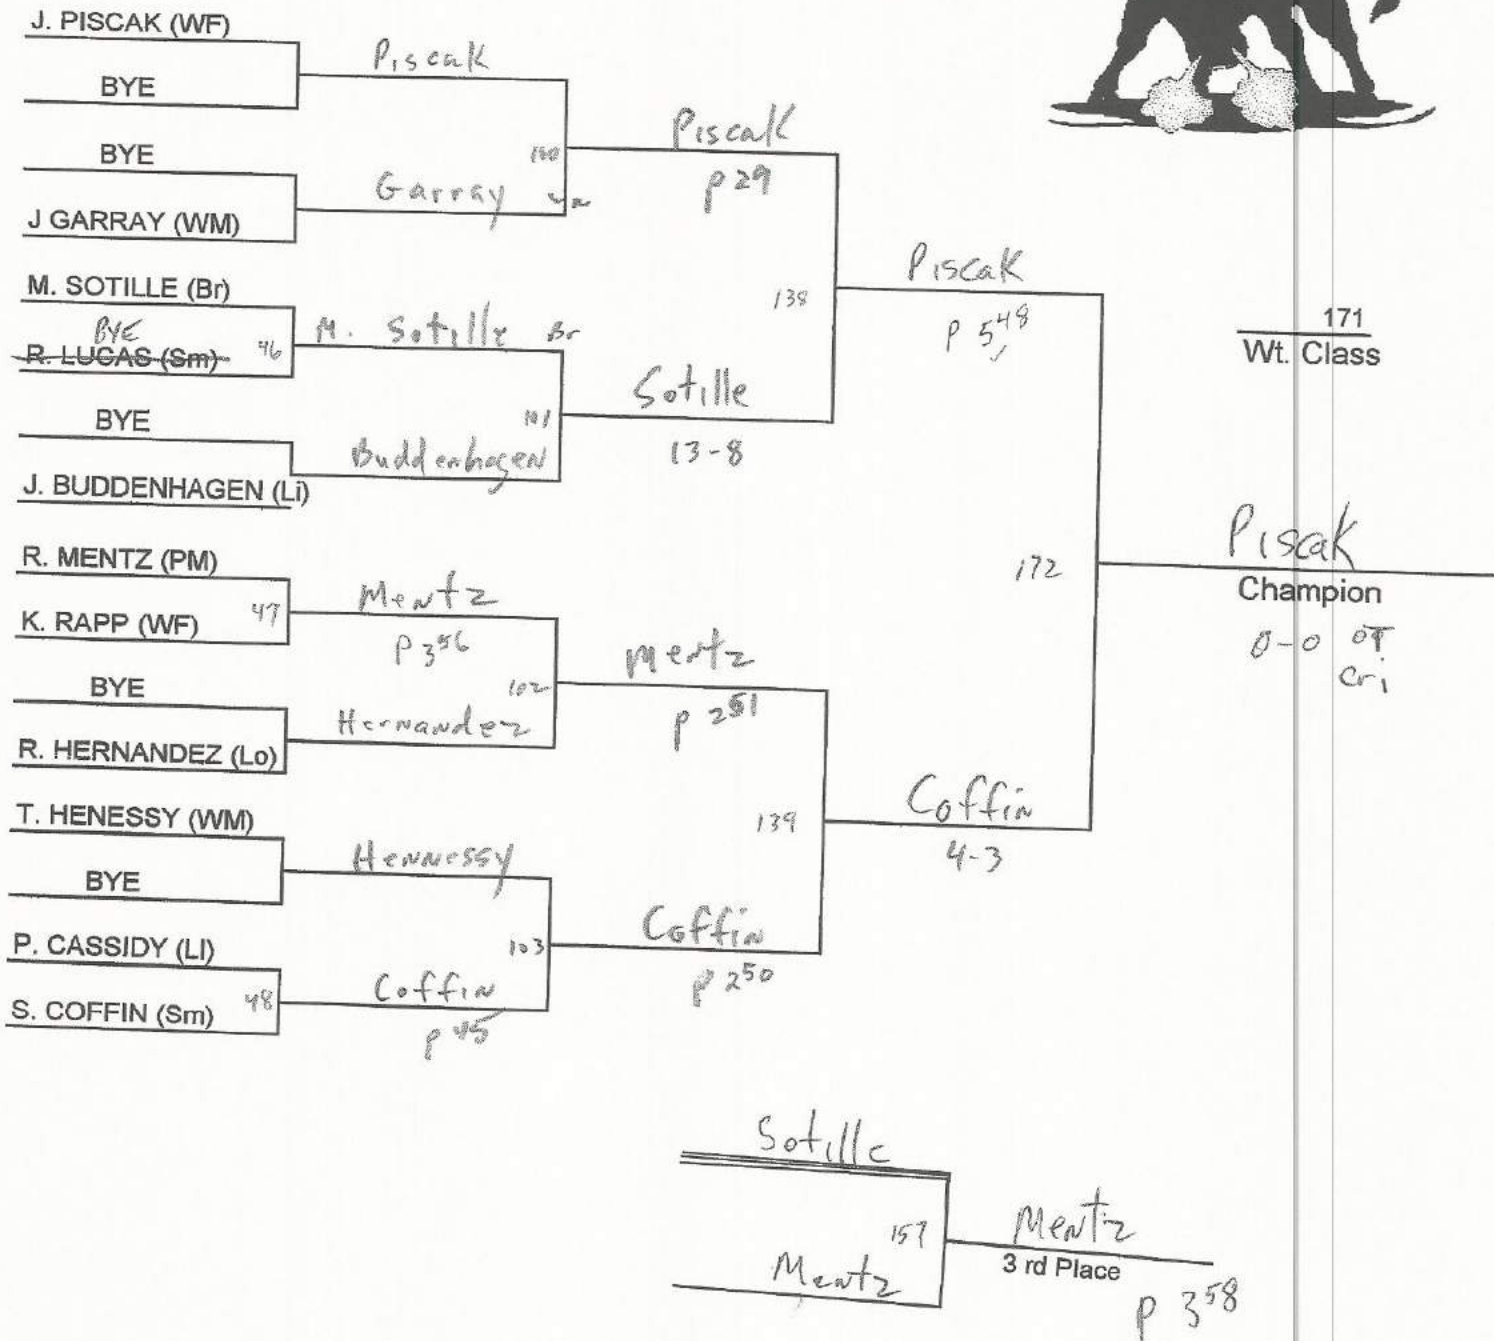 J. PISCAK (WF)
BYE
Piscak
BYE
J GARRAY (WM)
Garray
100
Piscak
P 29
M. SOTILLE (Br)
BYE
R. LUCAS (Sm)
46
M. Sotille Br
BYE
J. BUDDENHAGEN (Li)
Buddenhagen
101
Sotille
13-8
138
Piscak
P 5 48
171
Wt. Class
R. MENTZ (PM)
K. RAPP (WF)
47
Mentz
P 3 56
BYE
R. HERNANDEZ (Lo)
Hernandez
102
Mentz
P 2 51
T. HENESSY (WM)
BYE
Hennessy
P. CASSIDY (LI)
S. COFFIN (Sm)
48
Coffin
P 45
103
Coffin
P 2 50
139
Coffin
4-3
172
Piscak
Champion
0-0 OT
Cri
Sotille
Mentz
157
Mentz
3 rd Place
P 3 58